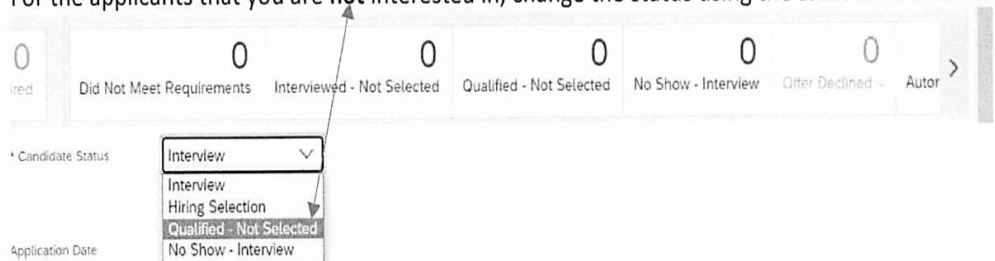 For the applicants that you are not interested in, change the status using the same
0 0 0 0 0 0
Did Not Meet Requirements Interviewed - Not Selected Qualified - Not Selected No Show - Interview Offer Declined Autor
* Candidate Status Interview
Interview
Hiring Selection
Qualified - Not Selected
Application Date No Show - Interview